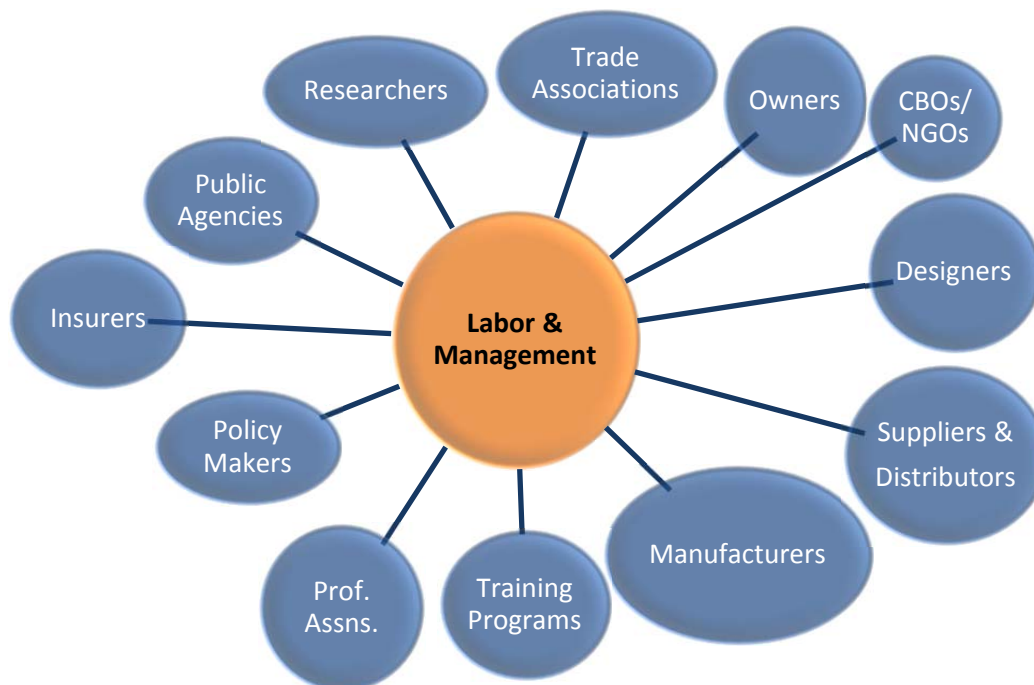 Trade
Associations
Researchers
Owners
CBOs/
NGOs
Public
Agencies
Designers
Insurers
Labor &
Management
Policy
Makers
Suppliers &
Distributors
Manufacturers
Prof.
Assns.
Training
Programs